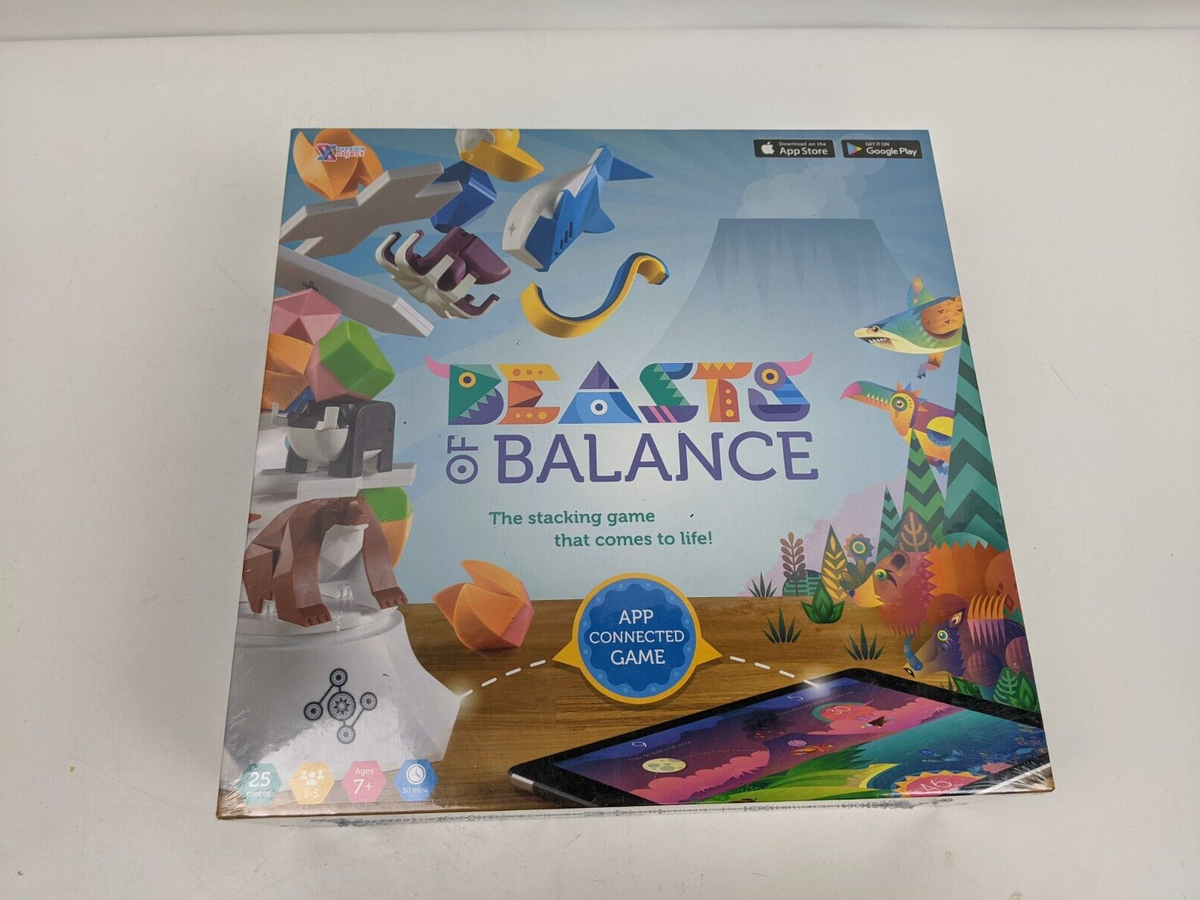 Download on the
App Store
GET IT ON
Google Play
BEASTS
OF BALANCE
The stacking game
that comes to life!
APP
CONNECTED
GAME
25
pieces
1-5
Ages
7+
30 mins